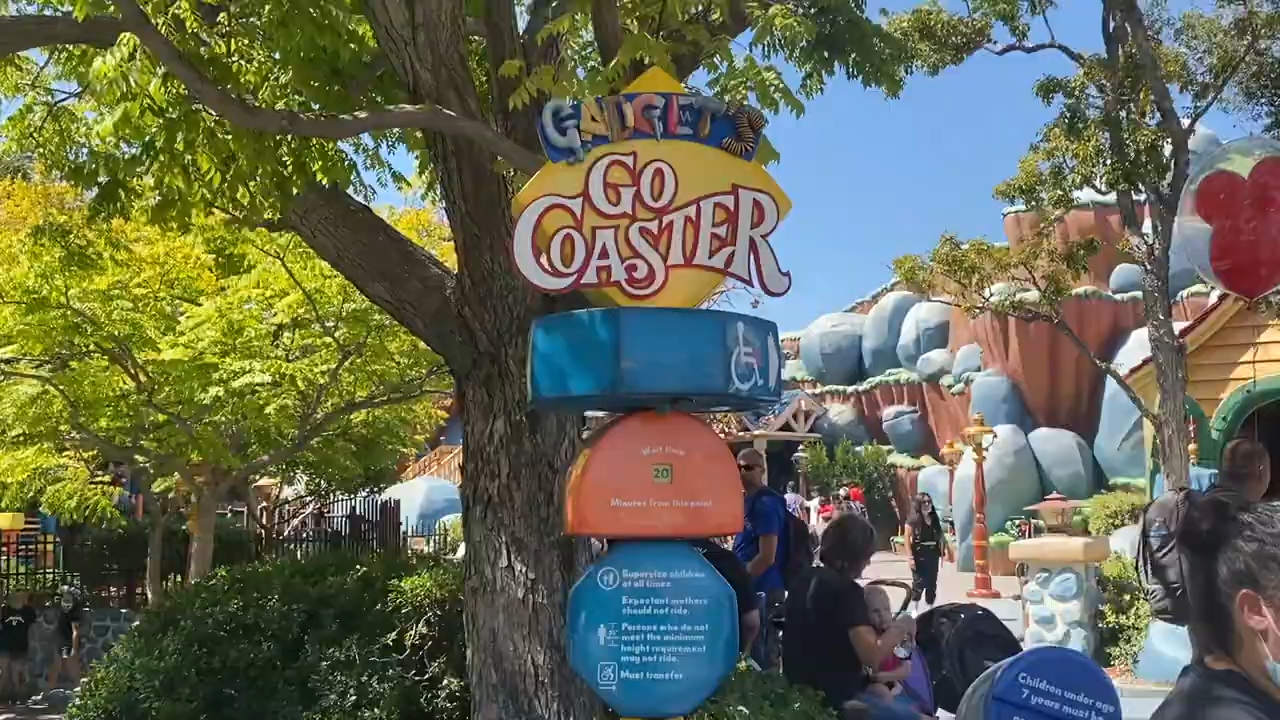 GADGET'S
GO
COASTER
Wait time
20
Minutes from this point
Supervise children
at all times.
Expectant mothers
should not ride.
Persons who do not
meet the minimum
height requirement
may not ride.
Must transfer
Children under age
7 years must be